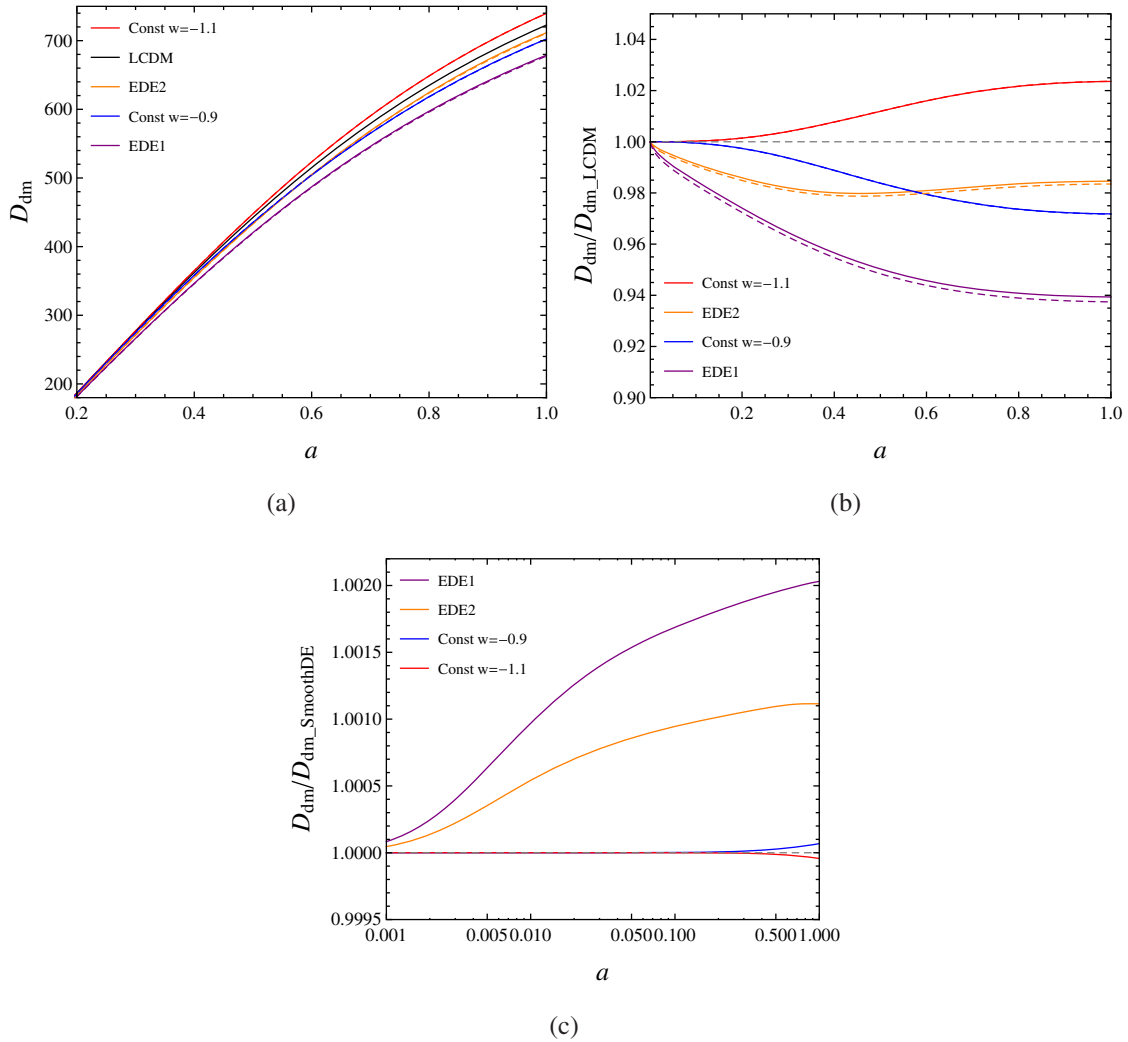 Const w=−1.1
LCDM
EDE2
Const w=−0.9
EDE1
D_dm
700
600
500
400
300
200
0.2
0.4
0.6
0.8
1.0
a
(a)
D_dm/D_dm_LCDM
1.04
1.02
1.00
0.98
0.96
0.94
0.92
0.90
Const w=−1.1
EDE2
Const w=−0.9
EDE1
0.2
0.4
0.6
0.8
1.0
a
(b)
D_dm/D_dm_SmoothDE
1.0020
1.0015
1.0010
1.0005
1.0000
0.9995
EDE1
EDE2
Const w=−0.9
Const w=−1.1
0.001
0.005
0.010
0.050
0.100
0.500
1.000
a
(c)